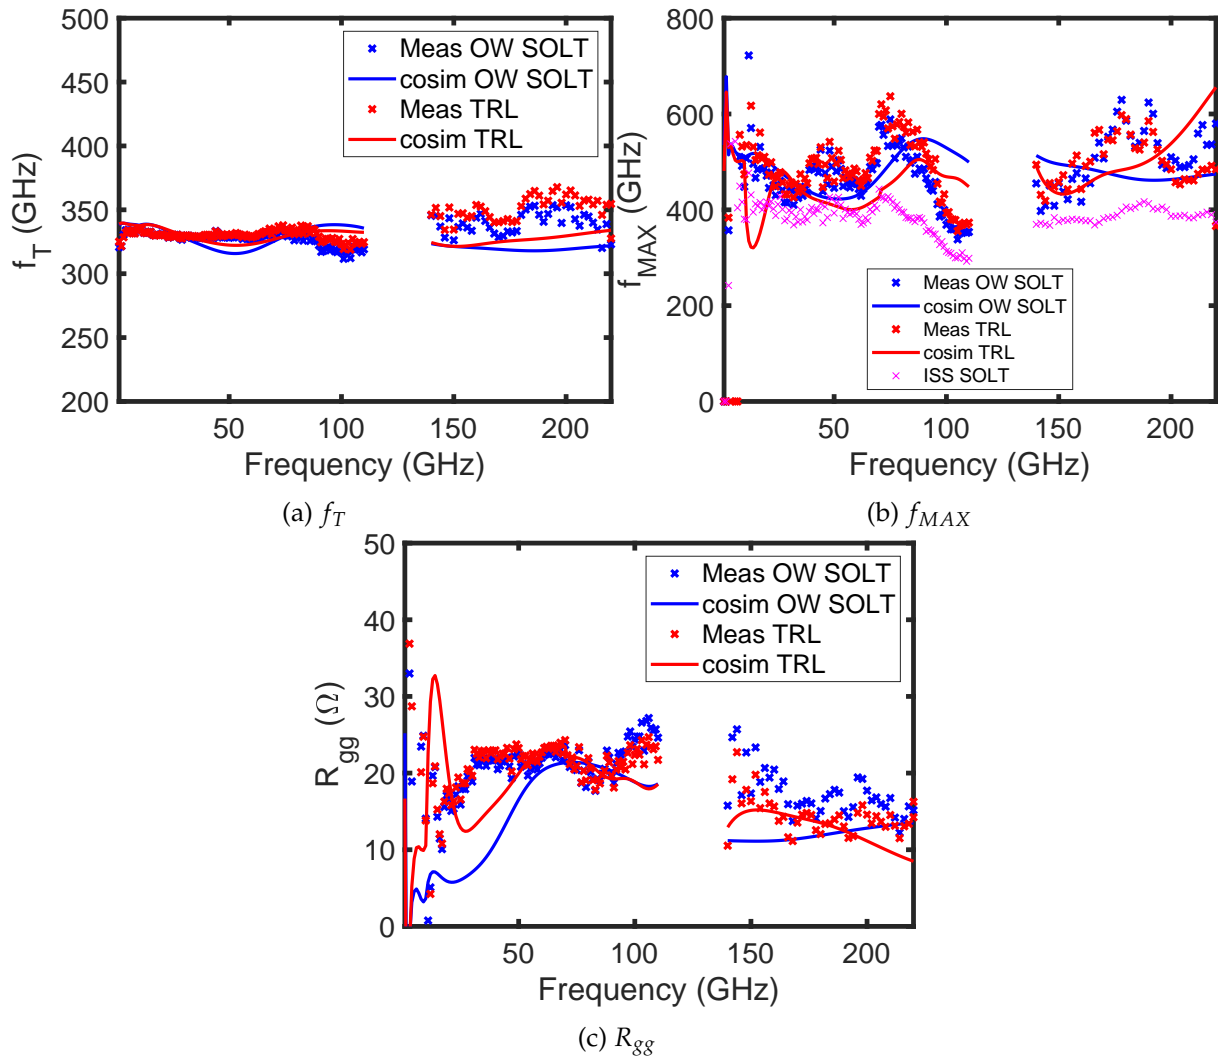 500
450
400
350
300
250
200
50
100
150
200
f_T (GHz)
Frequency (GHz)
Meas OW SOLT
cosim OW SOLT
Meas TRL
cosim TRL
(a) f_T
800
600
400
200
0
50
100
150
200
f_MAX (GHz)
Frequency (GHz)
Meas OW SOLT
cosim OW SOLT
Meas TRL
cosim TRL
ISS SOLT
(b) f_MAX
50
40
30
20
10
0
50
100
150
200
R_gg (Ω)
Frequency (GHz)
Meas OW SOLT
cosim OW SOLT
Meas TRL
cosim TRL
(c) R_gg